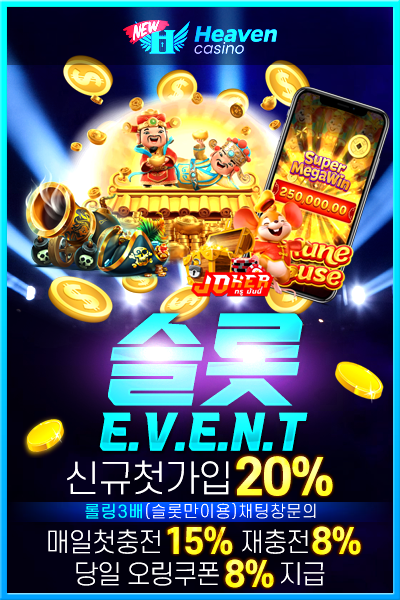 NEW
Heaven
casino
Super
MegaWin
250,000.00
JOKER
슬롯
E.V.E.N.T
신규첫가입 20%
롤링3배(슬롯만이용)채팅창문의
매일첫충전 15% 재충전 8%
당일 오링쿠폰 8% 지급